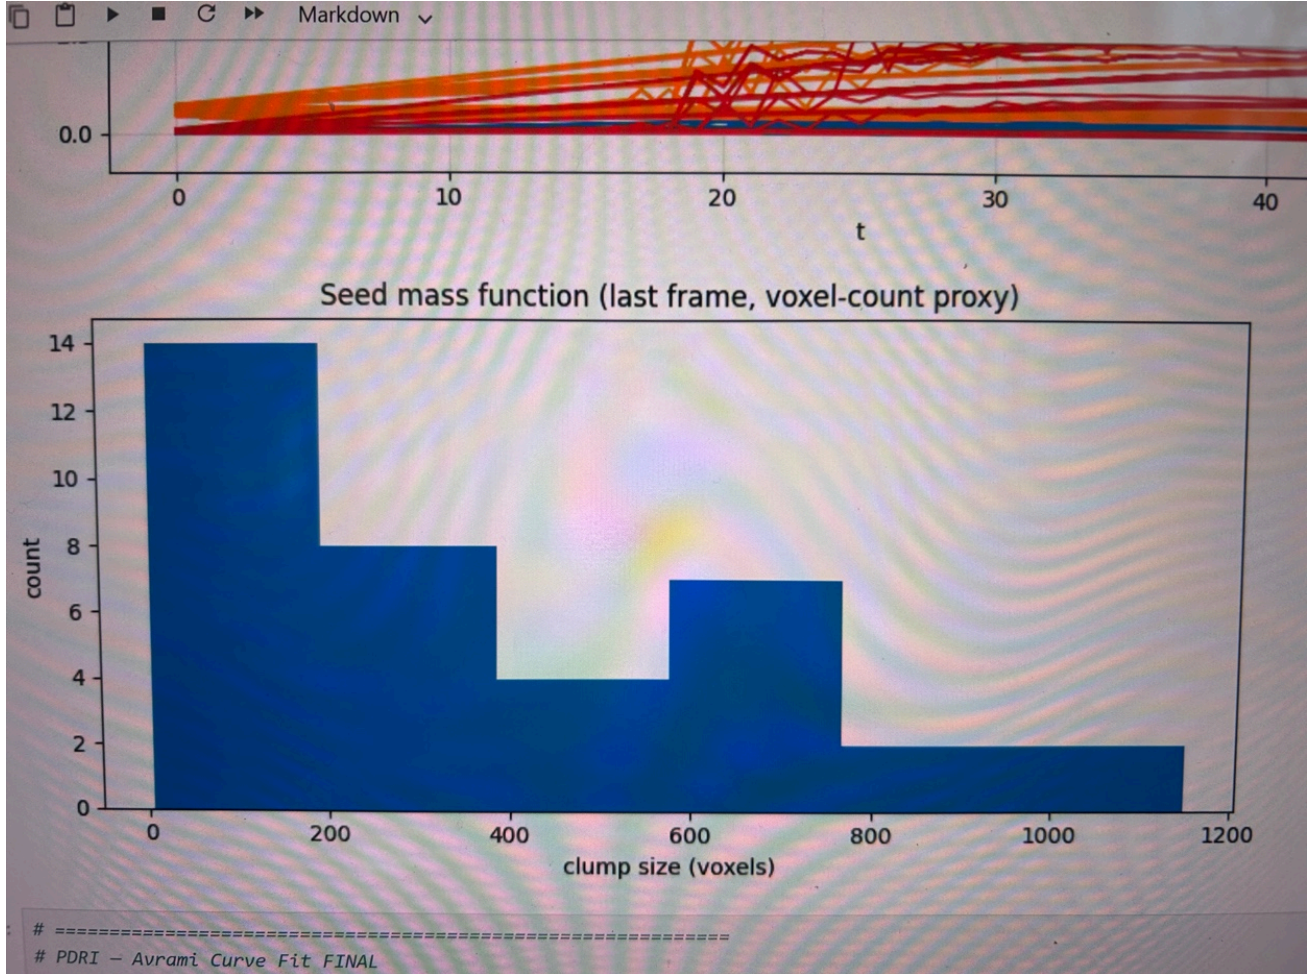 Markdown
0.0
0 10 20 30 40
t
Seed mass function (last frame, voxel-count proxy)
14
12
10
8
6
4
2
0
count
0 200 400 600 800 1000 1200
clump size (voxels)
# ==============================================================
# PDRI — Avrami Curve Fit FINAL